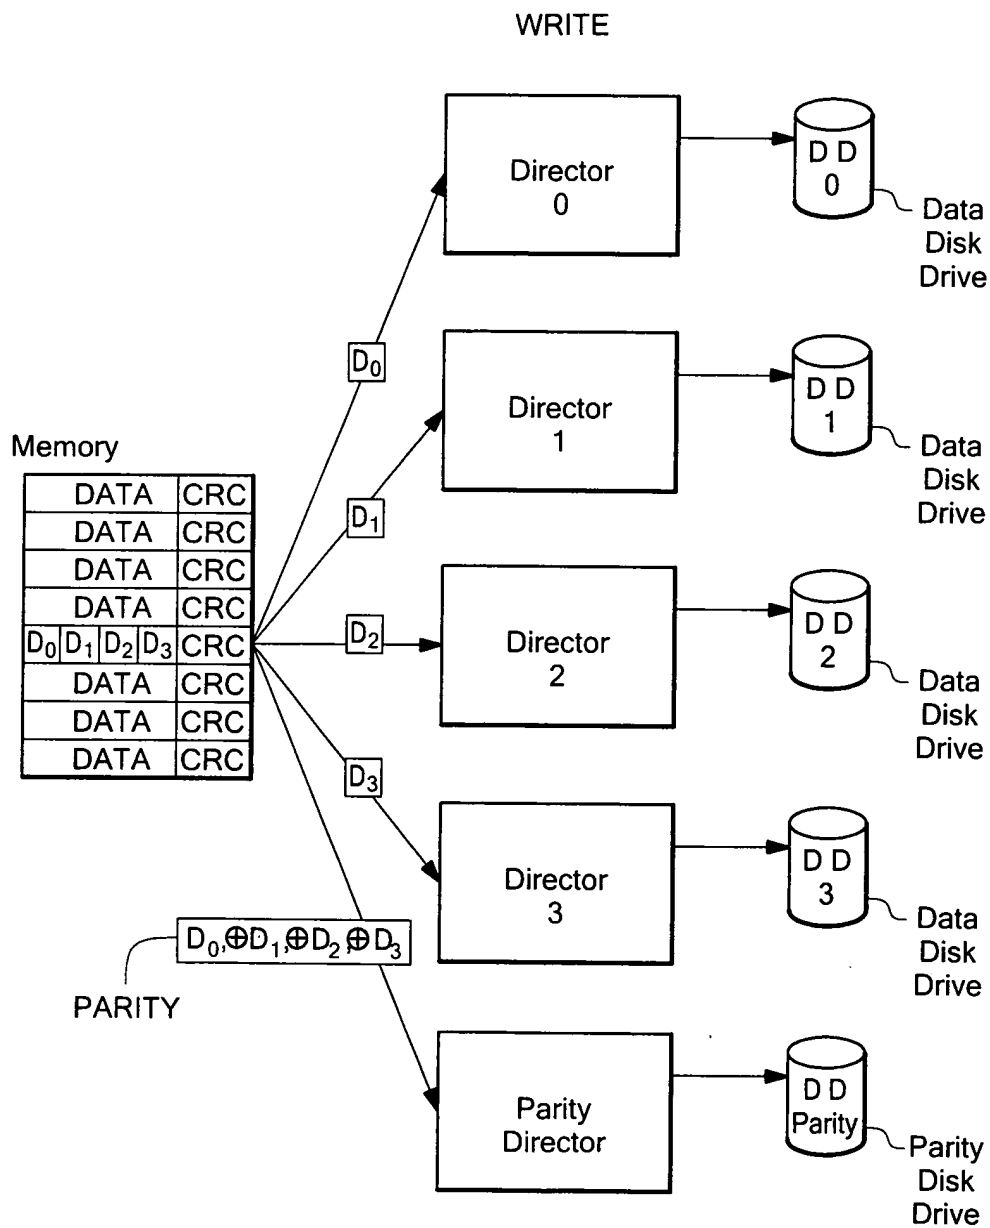 WRITE
Director
0
D D
0
Data
Disk
Drive
D₀
Director
1
D D
1
Data
Disk
Drive
Memory
DATA CRC
DATA CRC
DATA CRC
DATA CRC
D₀ D₁ D₂ D₃ CRC
DATA CRC
DATA CRC
DATA CRC
D₁
D₂
Director
2
D D
2
Data
Disk
Drive
D₃
Director
3
D D
3
Data
Disk
Drive
D₀,⊕D₁,⊕D₂,⊕D₃
PARITY
Parity
Director
D D
Parity
Parity
Disk
Drive